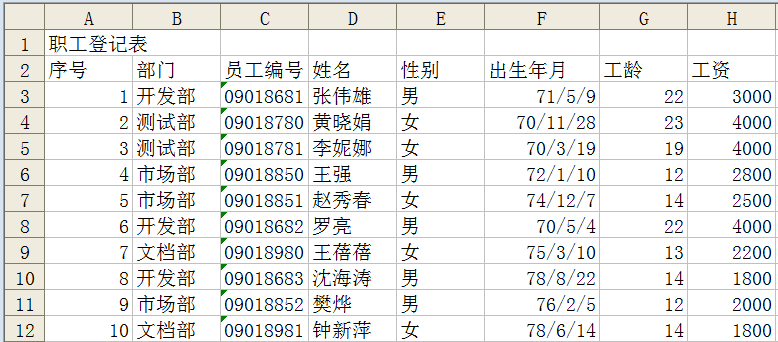 A B C D E F G H
1 职工登记表
2 序号 部门 员工编号 姓名 性别 出生年月 工龄 工资
3 1 开发部 09018681 张伟雄 男 71/5/9 22 3000
4 2 测试部 09018780 黄晓娟 女 70/11/28 23 4000
5 3 测试部 09018781 李妮娜 女 70/3/19 19 4000
6 4 市场部 09018850 王强 男 72/1/10 12 2800
7 5 市场部 09018851 赵秀春 女 74/12/7 14 2500
8 6 开发部 09018682 罗亮 男 70/5/4 22 4000
9 7 文档部 09018980 王蓓蓓 女 75/3/10 13 2200
10 8 开发部 09018683 沈海涛 男 78/8/22 14 1800
11 9 市场部 09018852 樊烨 男 76/2/5 12 2000
12 10 文档部 09018981 钟新萍 女 78/6/14 14 1800